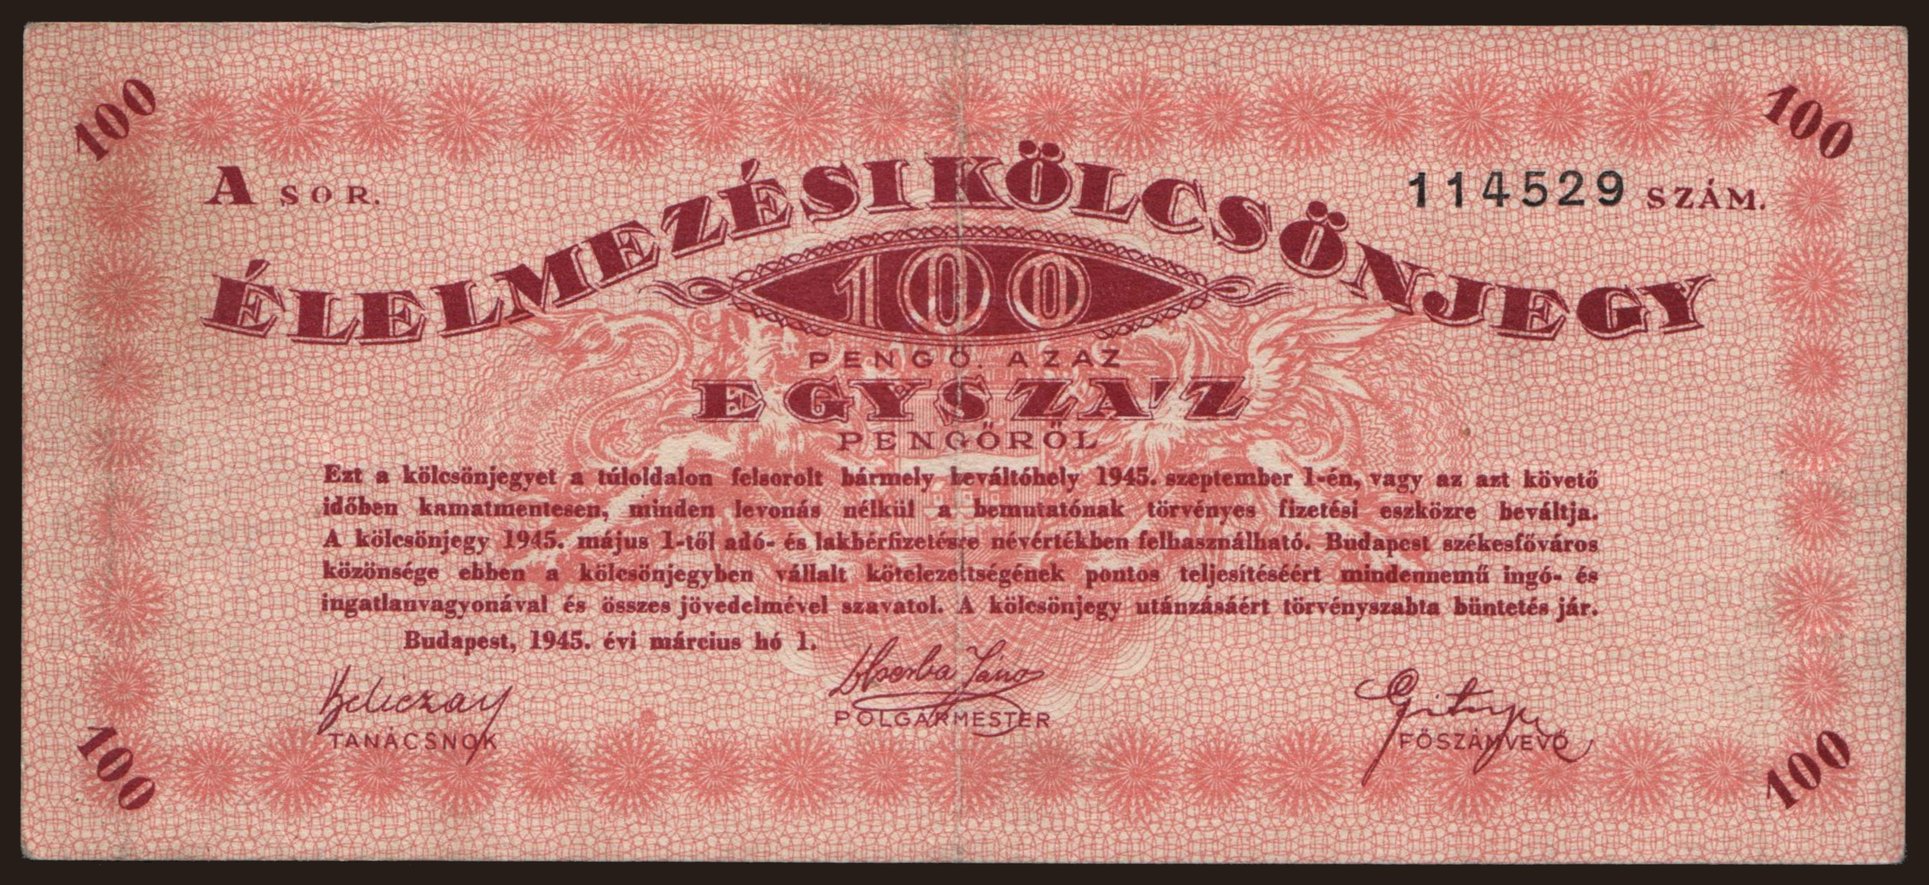 100 100
A SOR.
114529 SZÁM.
ÉLELMEZÉSI KÖLCSÖNJEGY
100
PENGŐ, AZAZ
EGYSZÁZ
PENGŐRŐL
Ezt a kölcsönjegyet a túloldalon felsorolt bármely beváltóhely 1945. szeptember 1-én, vagy az azt követő
időben kamatmentesen, minden levonás nélkül a bemutatónak törvényes fizetési eszközre beváltja.
A kölcsönjegy 1945. május 1-től adó- és lakbérfizetésre névértékben felhasználható. Budapest székesfőváros
közönsége ebben a kölcsönjegyben vállalt kötelezettségének pontos teljesítéséért mindennemű ingó- és
ingatlanvagyonával és összes jövedelmével szavatol. A kölcsönjegy utánzásáért törvényszabta büntetés jár.
Budapest, 1945. évi március hó 1.
Beliczay
TANÁCSNOK
Csorba János
POLGÁRMESTER
FŐSZÁMVEVŐ
100 100